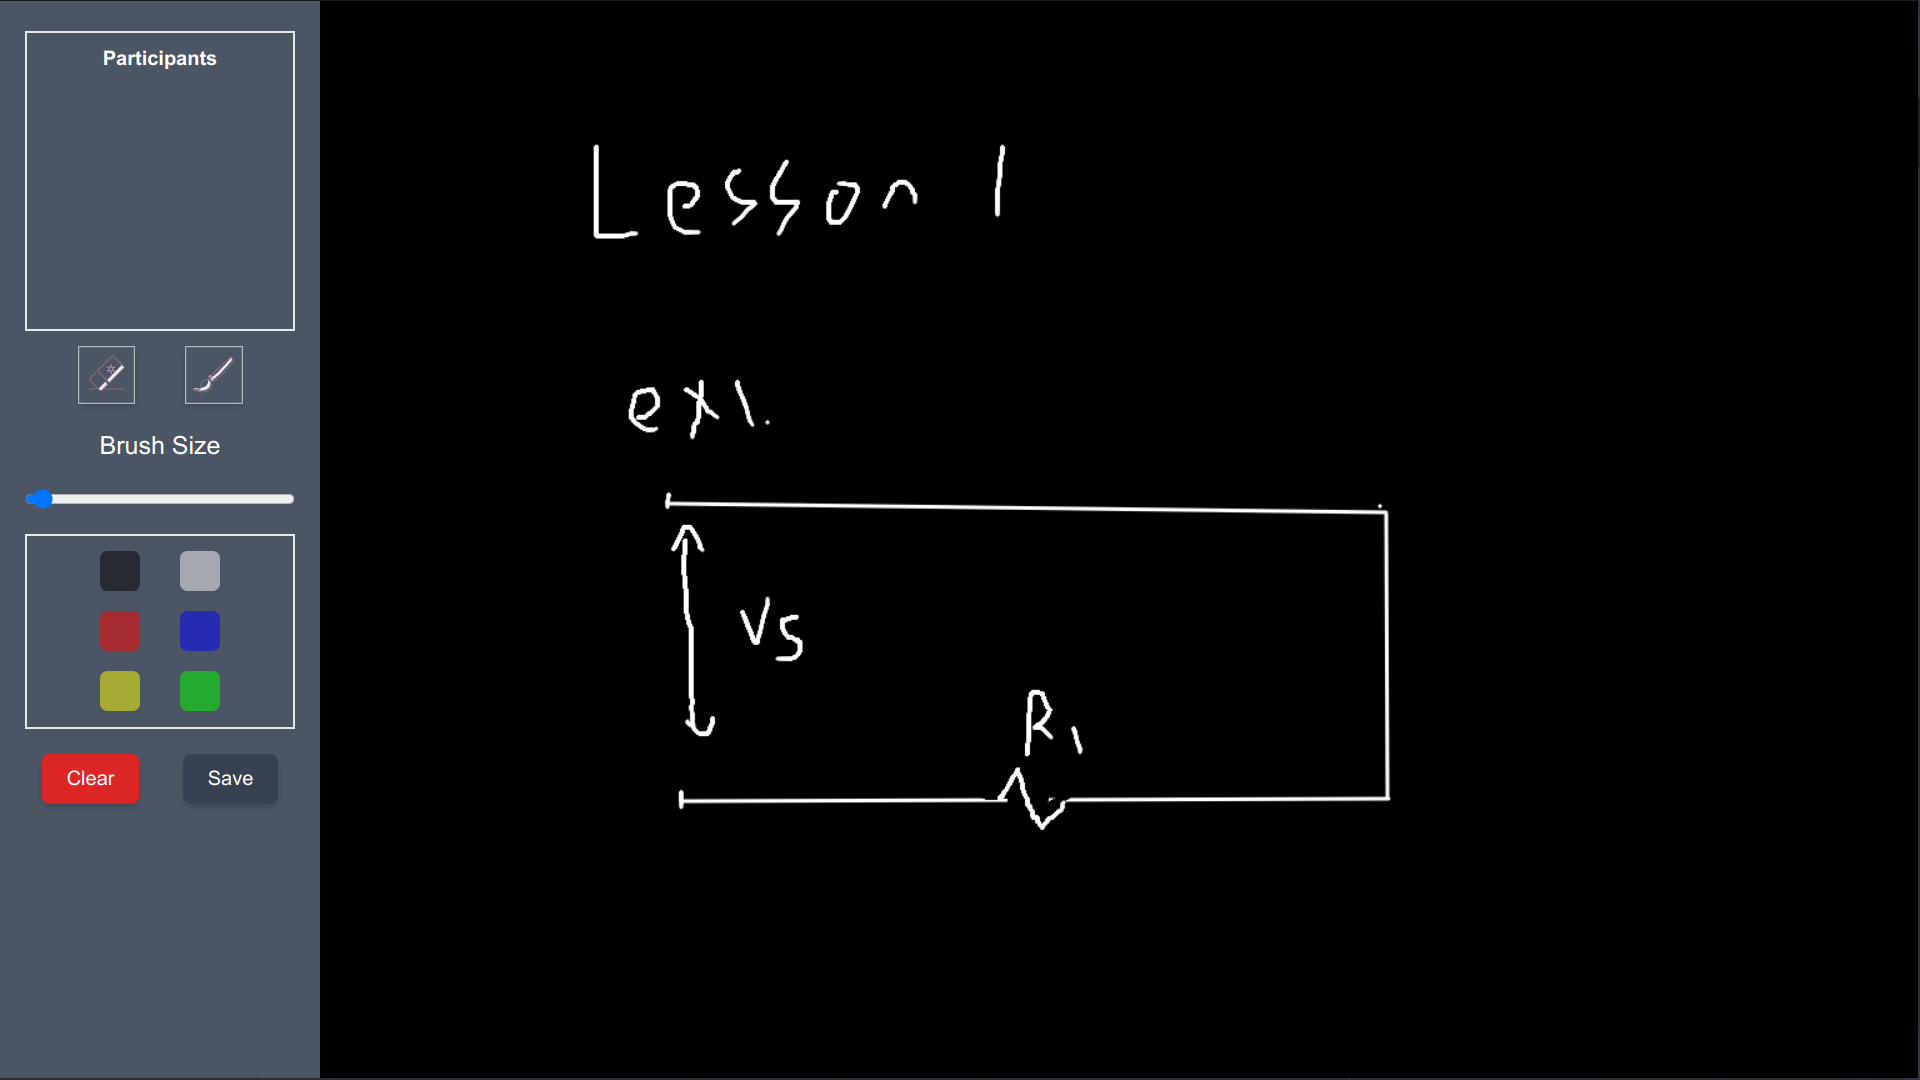 Participants
Brush Size
Clear
Save
Lesson 1
ex1.
Vs
R1